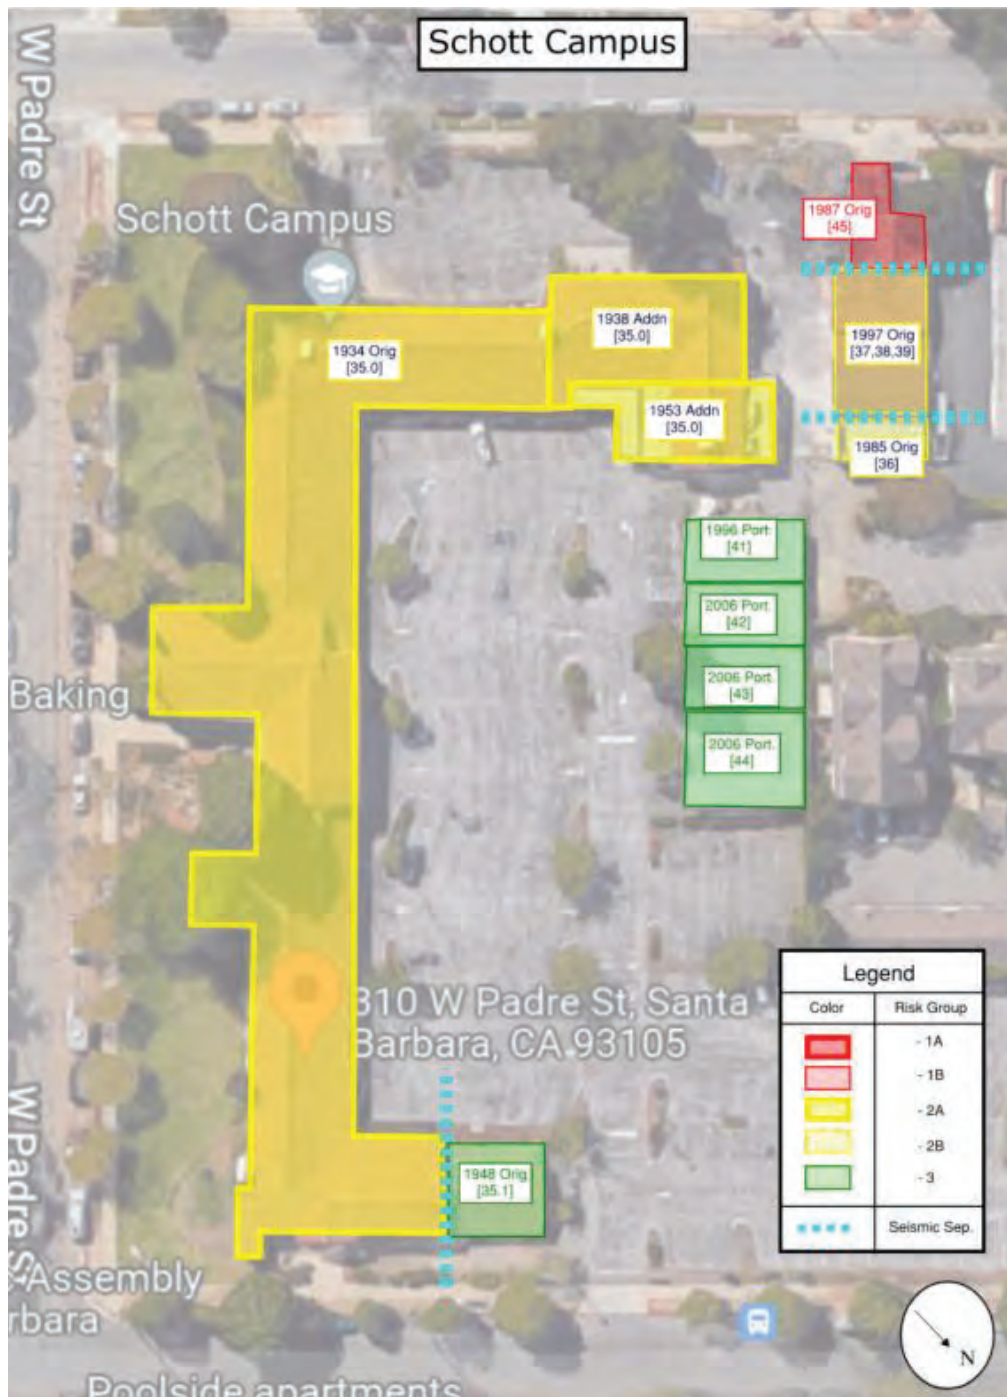 Schott Campus
W Padre St
Schott Campus
1987 Orig
[45]
1938 Addn
[35.0]
1934 Orig
[35.0]
1997 Orig
[37,38,39]
1953 Addn
[35.0]
1985 Orig
[36]
1996 Port.
[41]
2006 Port.
[42]
2006 Port.
[43]
2006 Port.
[44]
Baking
310 W Padre St, Santa
Barbara, CA 93105
Legend
Color Risk Group
- 1A
- 1B
- 2A
- 2B
- 3
Seismic Sep.
1948 Orig
[35.1]
W Padre S
Assembly
rbara
N
Poolside apartments